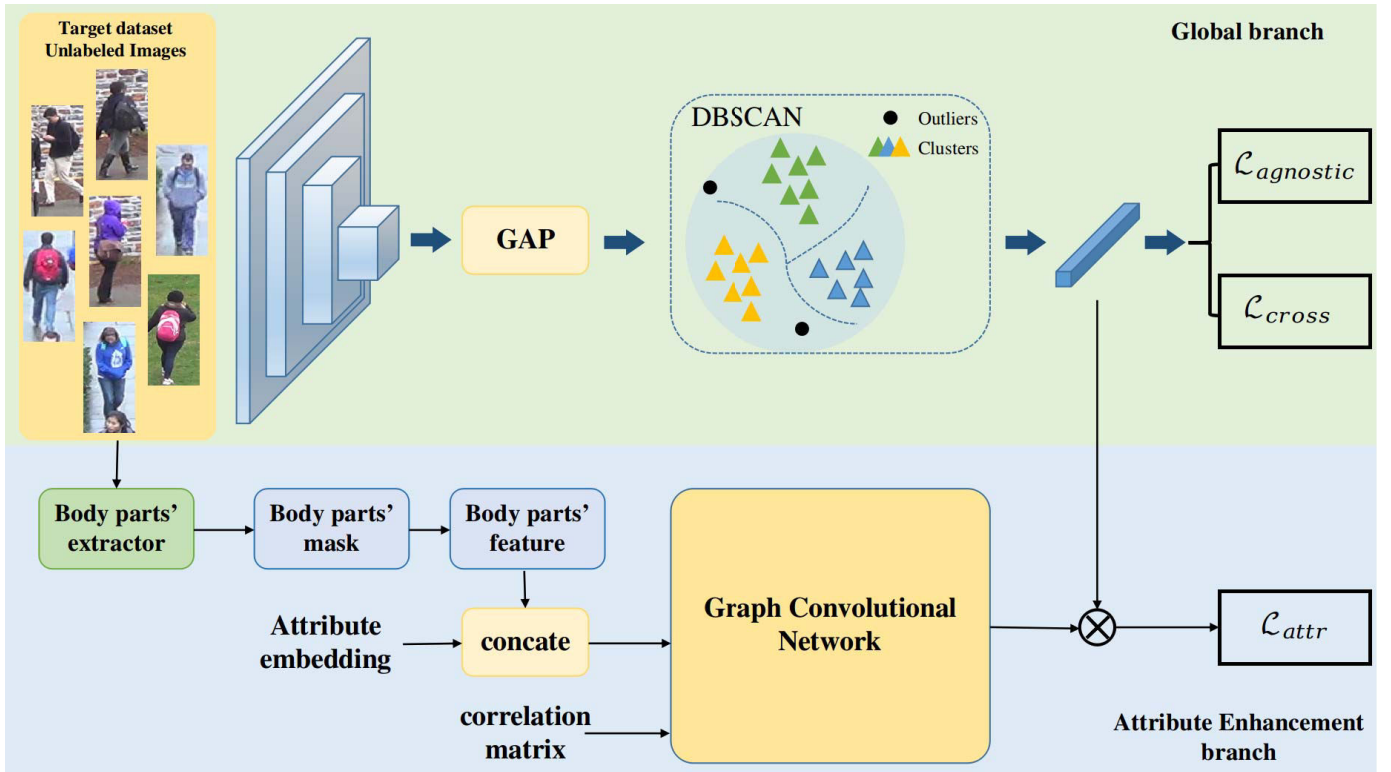 Target dataset
Unlabeled Images
Global branch
GAP
DBSCAN
Outliers
Clusters
ℒagnostic
ℒcross
Body parts’
extractor
Body parts’
mask
Body parts’
feature
Attribute
embedding
concate
correlation
matrix
Graph Convolutional
Network
ℒattr
Attribute Enhancement
branch